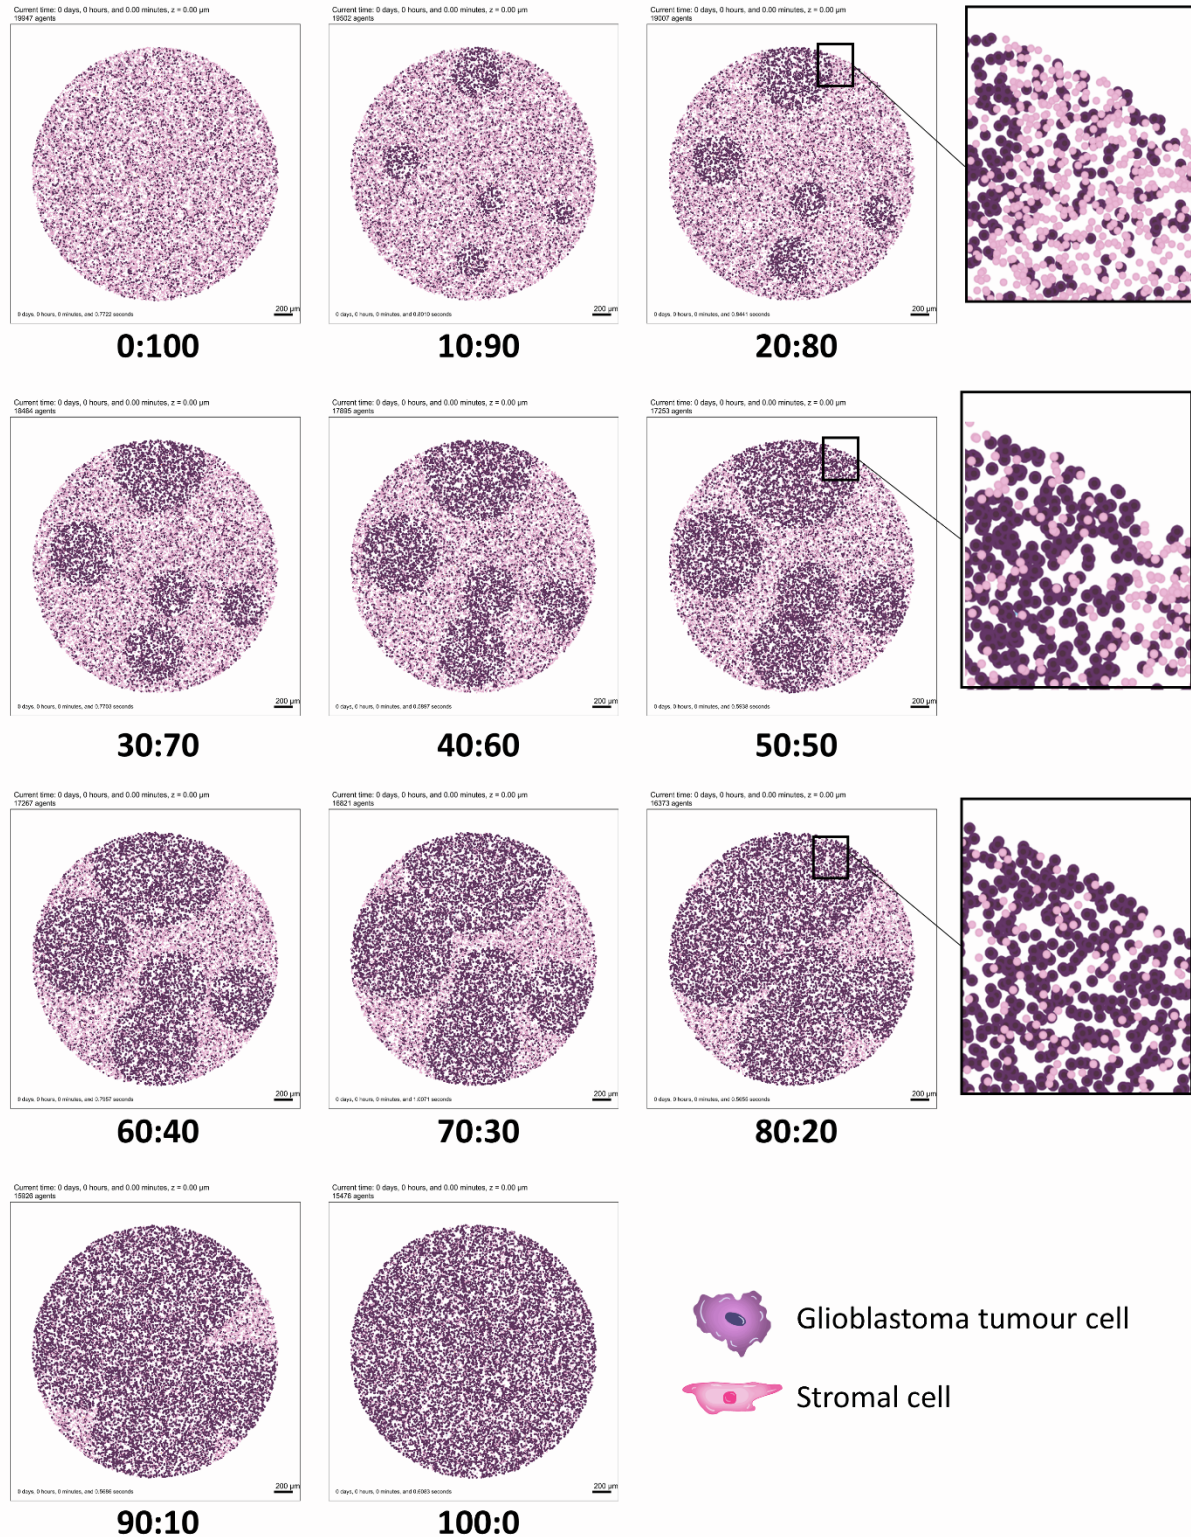 Current time: 0 days, 0 hours, and 0.00 minutes, z = 0.00 μm
19947 agents
200 μm
0:100
Current time: 0 days, 0 hours, and 0.00 minutes, z = 0.00 μm
19502 agents
200 μm
10:90
Current time: 0 days, 0 hours, and 0.00 minutes, z = 0.00 μm
19007 agents
200 μm
20:80
Current time: 0 days, 0 hours, and 0.00 minutes, z = 0.00 μm
18464 agents
200 μm
30:70
Current time: 0 days, 0 hours, and 0.00 minutes, z = 0.00 μm
17895 agents
200 μm
40:60
Current time: 0 days, 0 hours, and 0.00 minutes, z = 0.00 μm
17253 agents
200 μm
50:50
Current time: 0 days, 0 hours, and 0.00 minutes, z = 0.00 μm
17267 agents
200 μm
60:40
Current time: 0 days, 0 hours, and 0.00 minutes, z = 0.00 μm
16821 agents
200 μm
70:30
Current time: 0 days, 0 hours, and 0.00 minutes, z = 0.00 μm
16373 agents
200 μm
80:20
Current time: 0 days, 0 hours, and 0.00 minutes, z = 0.00 μm
15926 agents
200 μm
90:10
Current time: 0 days, 0 hours, and 0.00 minutes, z = 0.00 μm
15476 agents
200 μm
100:0
Glioblastoma tumour cell
Stromal cell